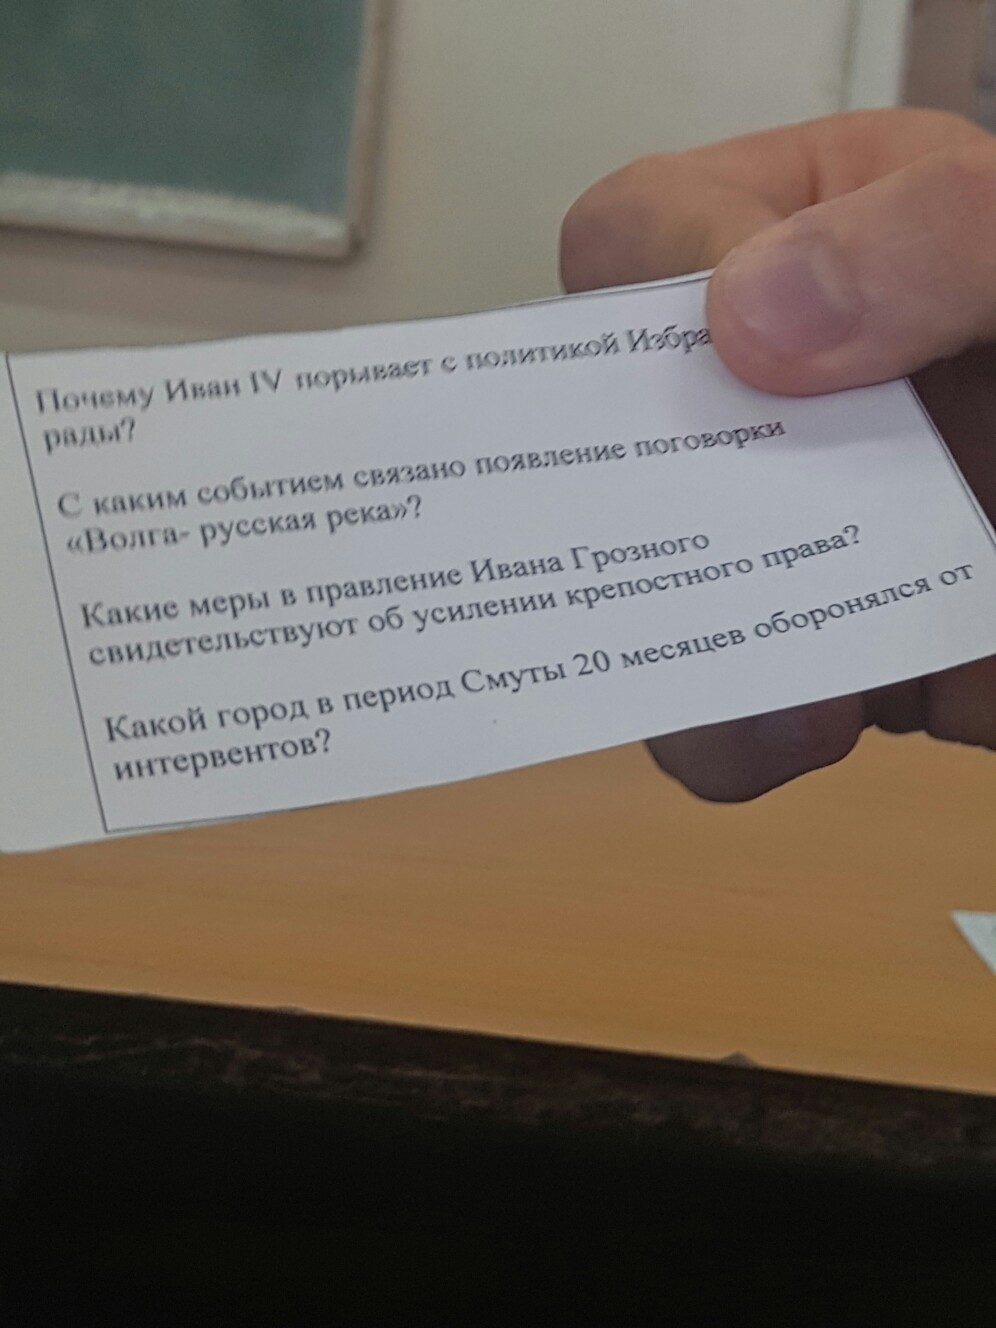 Почему Иван IV порывает с политикой Избра
рады?
С каким событием связано появление поговорки
«Волга- русская река»?
Какие меры в правление Ивана Грозного
свидетельствуют об усилении крепостного права?
Какой город в период Смуты 20 месяцев оборонялся от
интервентов?